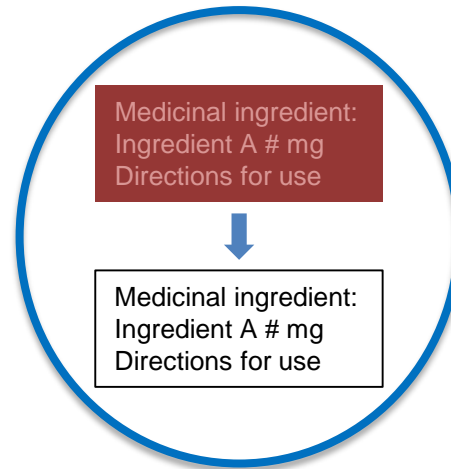 Medicinal ingredient:
Ingredient A # mg
Directions for use
Medicinal ingredient:
Ingredient A # mg
Directions for use